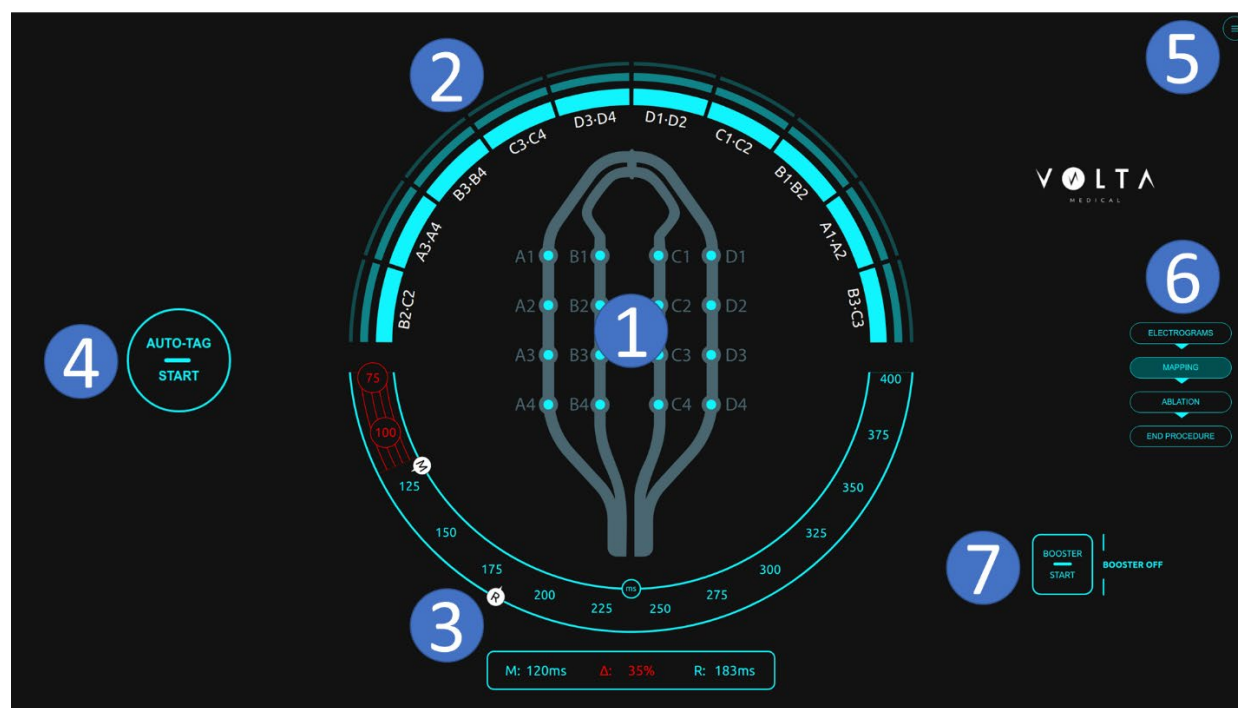 2
5
D3·D4
D1·D2
C3·C4
C1·C2
B3·B4
B1·B2
A3·A4
A1·A2
B2·C2
B3·C3
VOLTA
MEDICAL
A1 B1 C1 D1
A2 B2 C2 D2
A3 B3 C3 D3
A4 B4 C4 D4
1
4
AUTO-TAG
START
6
ELECTROGRAMS
MAPPING
ABLATION
END PROCEDURE
75
100
M
125
150
175
R
200
225
ms
250
275
300
325
350
375
400
3
M: 120ms Δ: 35% R: 183ms
7
BOOSTER
START
BOOSTER OFF